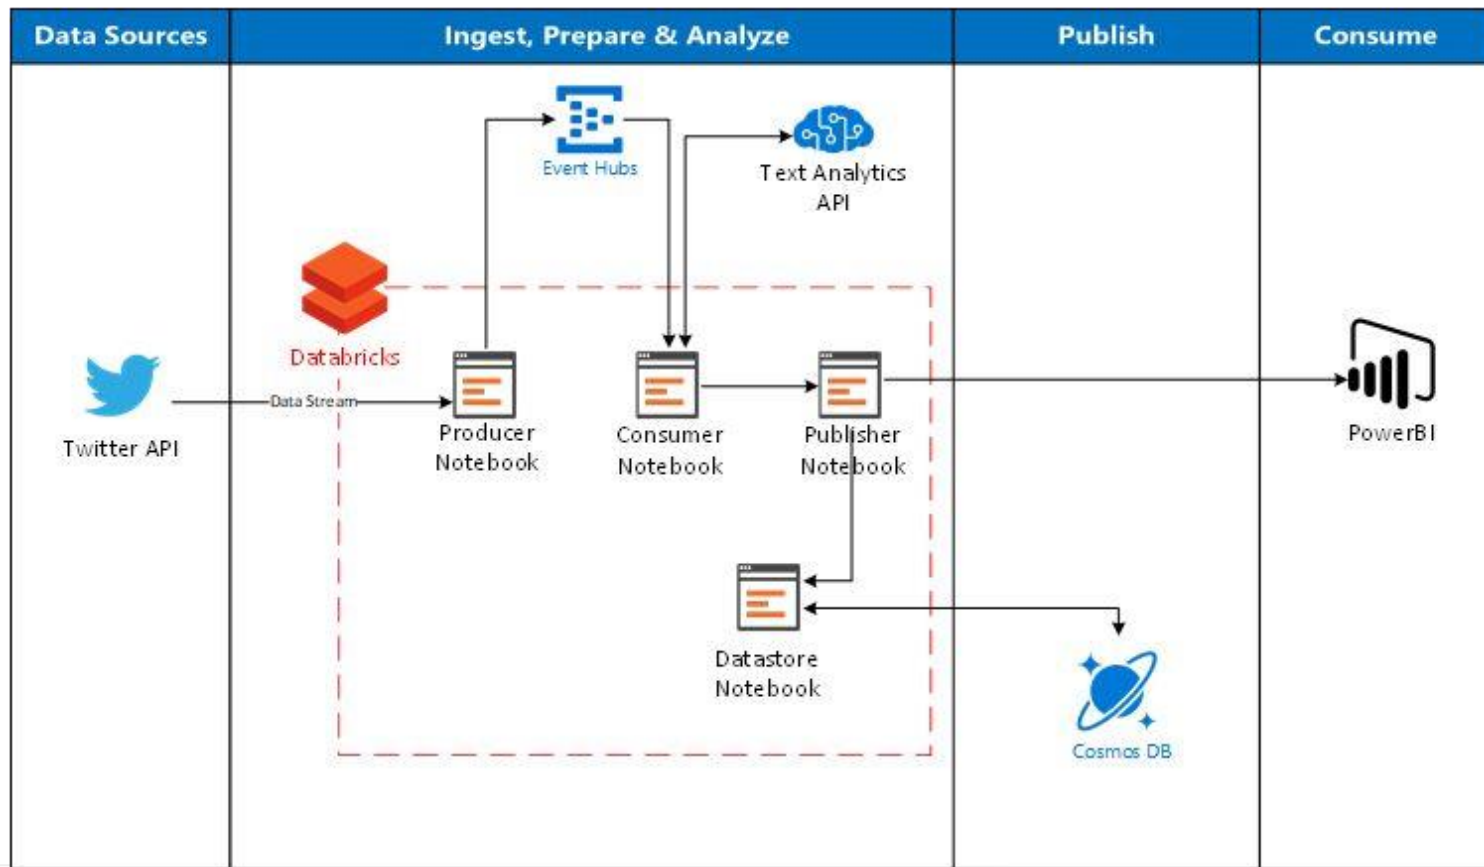 Data Sources
Ingest, Prepare & Analyze
Publish
Consume
Event Hubs
Text Analytics
API
Databricks
Data Stream
Twitter API
Producer
Notebook
Consumer
Notebook
Publisher
Notebook
PowerBI
Datastore
Notebook
Cosmos DB